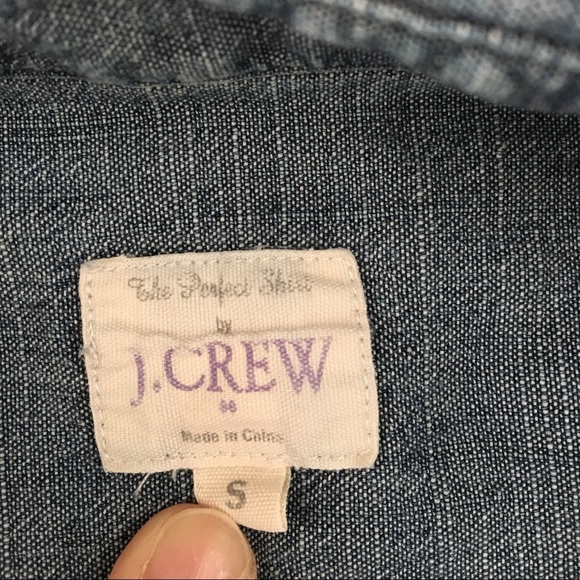 The Perfect Shirt
by
J.CREW
Made in China
S